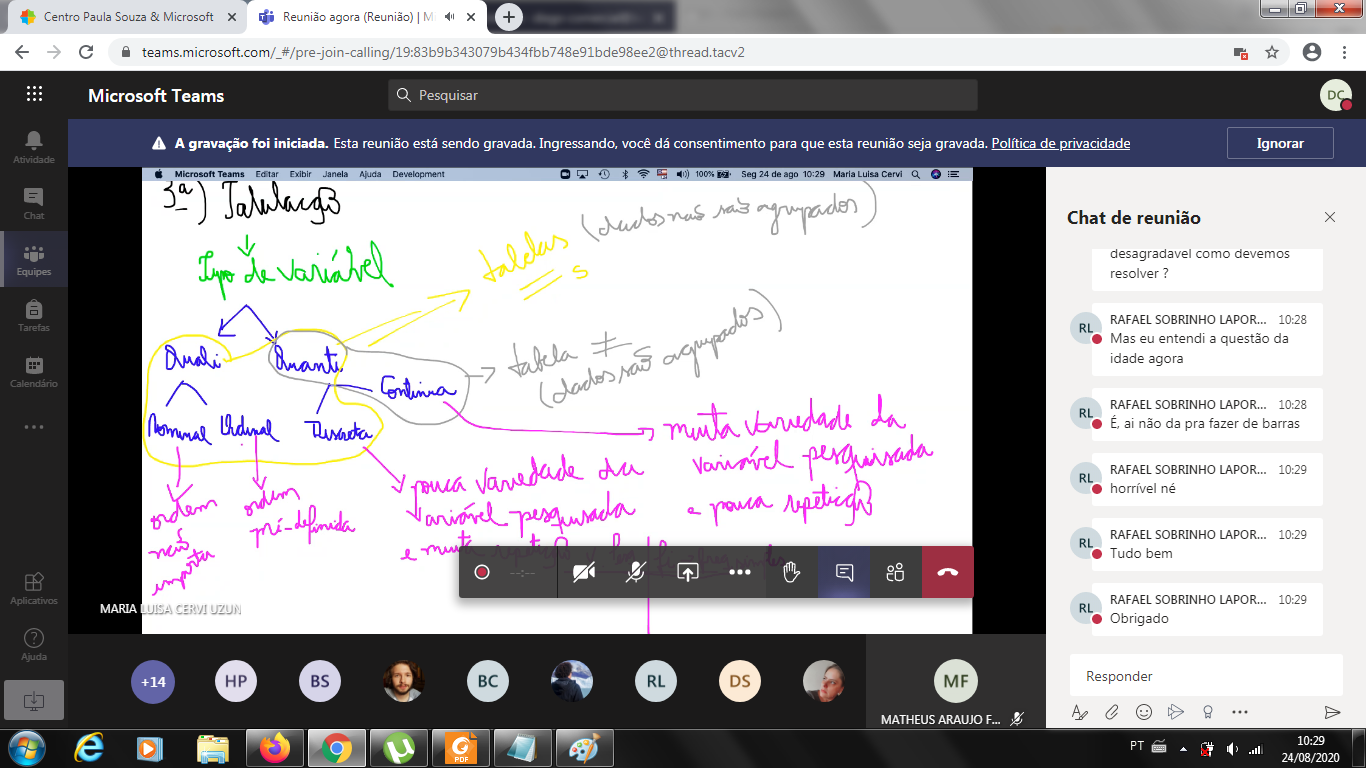 Centro Paula Souza & Microsoft
Reunião agora (Reunião) | M
teams.microsoft.com/_#/pre-join-calling/19:83b9b343079b434fbb748e91bde98ee2@thread.tacv2
Microsoft Teams
Pesquisar
DC
A gravação foi iniciada. Esta reunião está sendo gravada. Ingressando, você dá consentimento para que esta reunião seja gravada. Política de privacidade
Ignorar
Atividade
Chat
Equipes
Tarefas
Calendário
Aplicativos
Ajuda
Microsoft Teams Editar Exibir Janela Ajuda Development
100% Seg 24 de ago 10:29 Maria Luisa Cervi
3ª) Tabulação
(dados não são agrupados)
Tipo de variável
tabelas
s
Quali Quanti
tabela ≠ s
(dados são agrupados)
Contínua
Nominal Ordinal Discreta
muita variedade da
variável pesquisada
e pouca repetição
pouca variedade da
variável pesquisada
e muita repetição
ordem
não
importa
ordem
pré-definida
MARIA LUISA CERVI UZUN
--:--
+14 HP BS BC RL DS MF
MATHEUS ARAUJO F...
Chat de reunião
desagradavel como devemos
resolver ?
RL RAFAEL SOBRINHO LAPOR... 10:28
Mas eu entendi a questão da
idade agora
RL RAFAEL SOBRINHO LAPOR... 10:28
É, ai não da pra fazer de barras
RL RAFAEL SOBRINHO LAPOR... 10:29
horrível né
RL RAFAEL SOBRINHO LAPOR... 10:29
Tudo bem
RL RAFAEL SOBRINHO LAPOR... 10:29
Obrigado
Responder
PDF
PT
10:29
24/08/2020